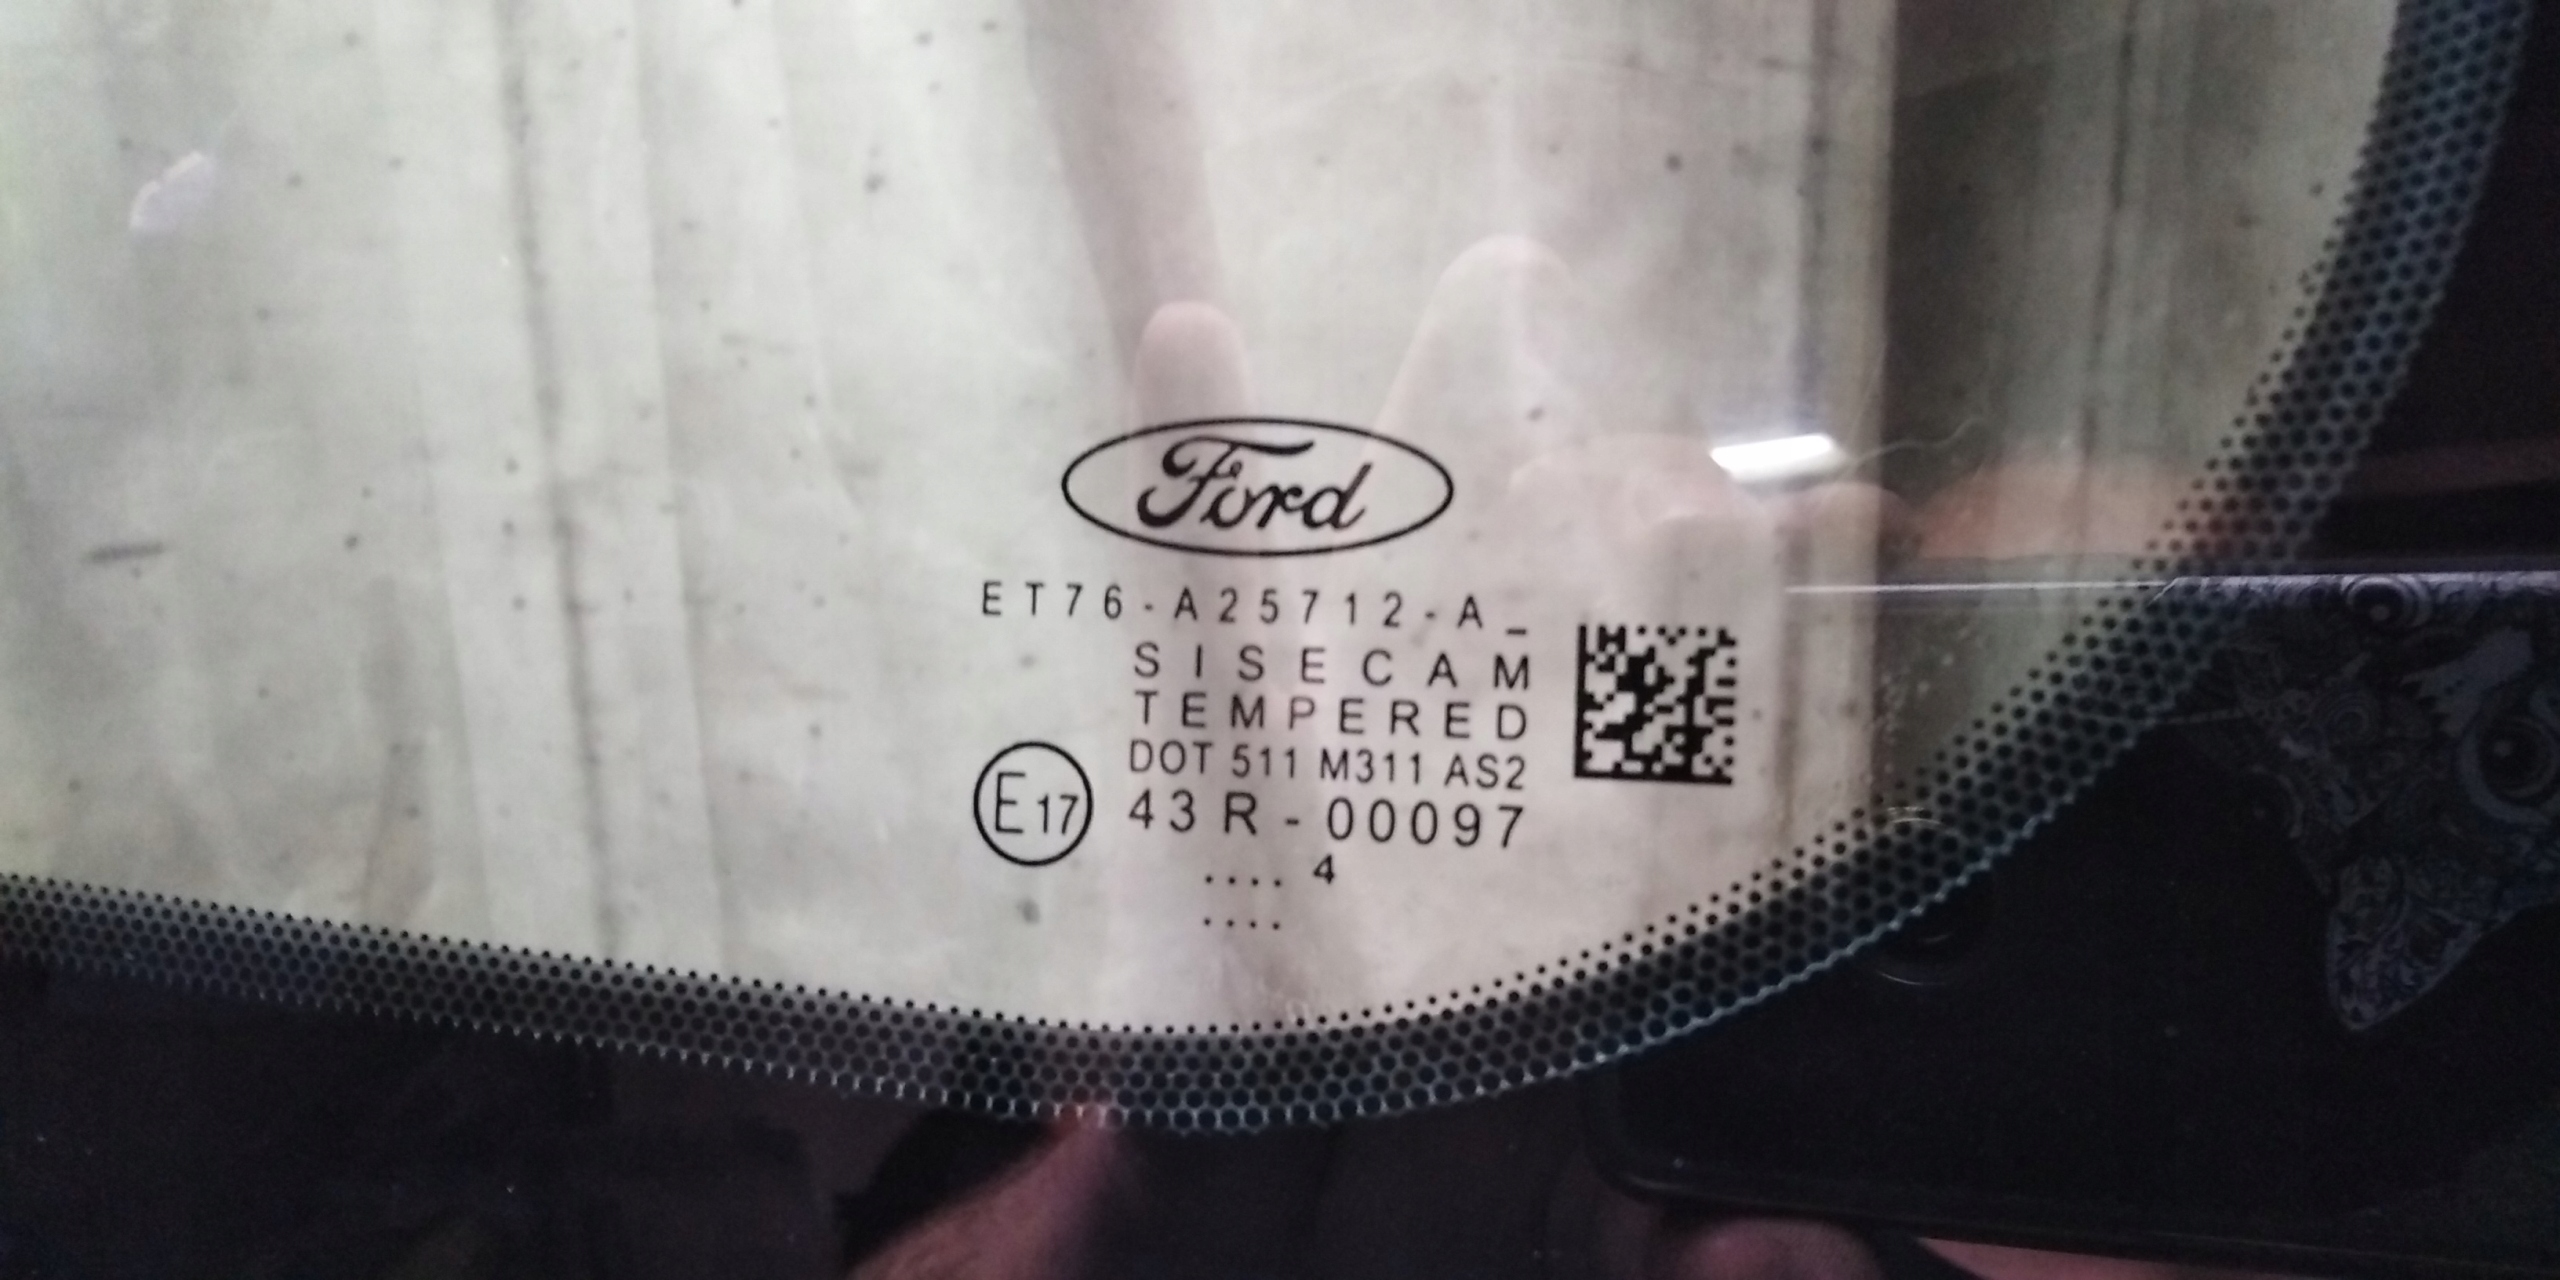 Ford
ET76-A25712-A_
SISECAM
TEMPERED
DOT 511 M311 AS2
E17 43R-00097
.... 4
....